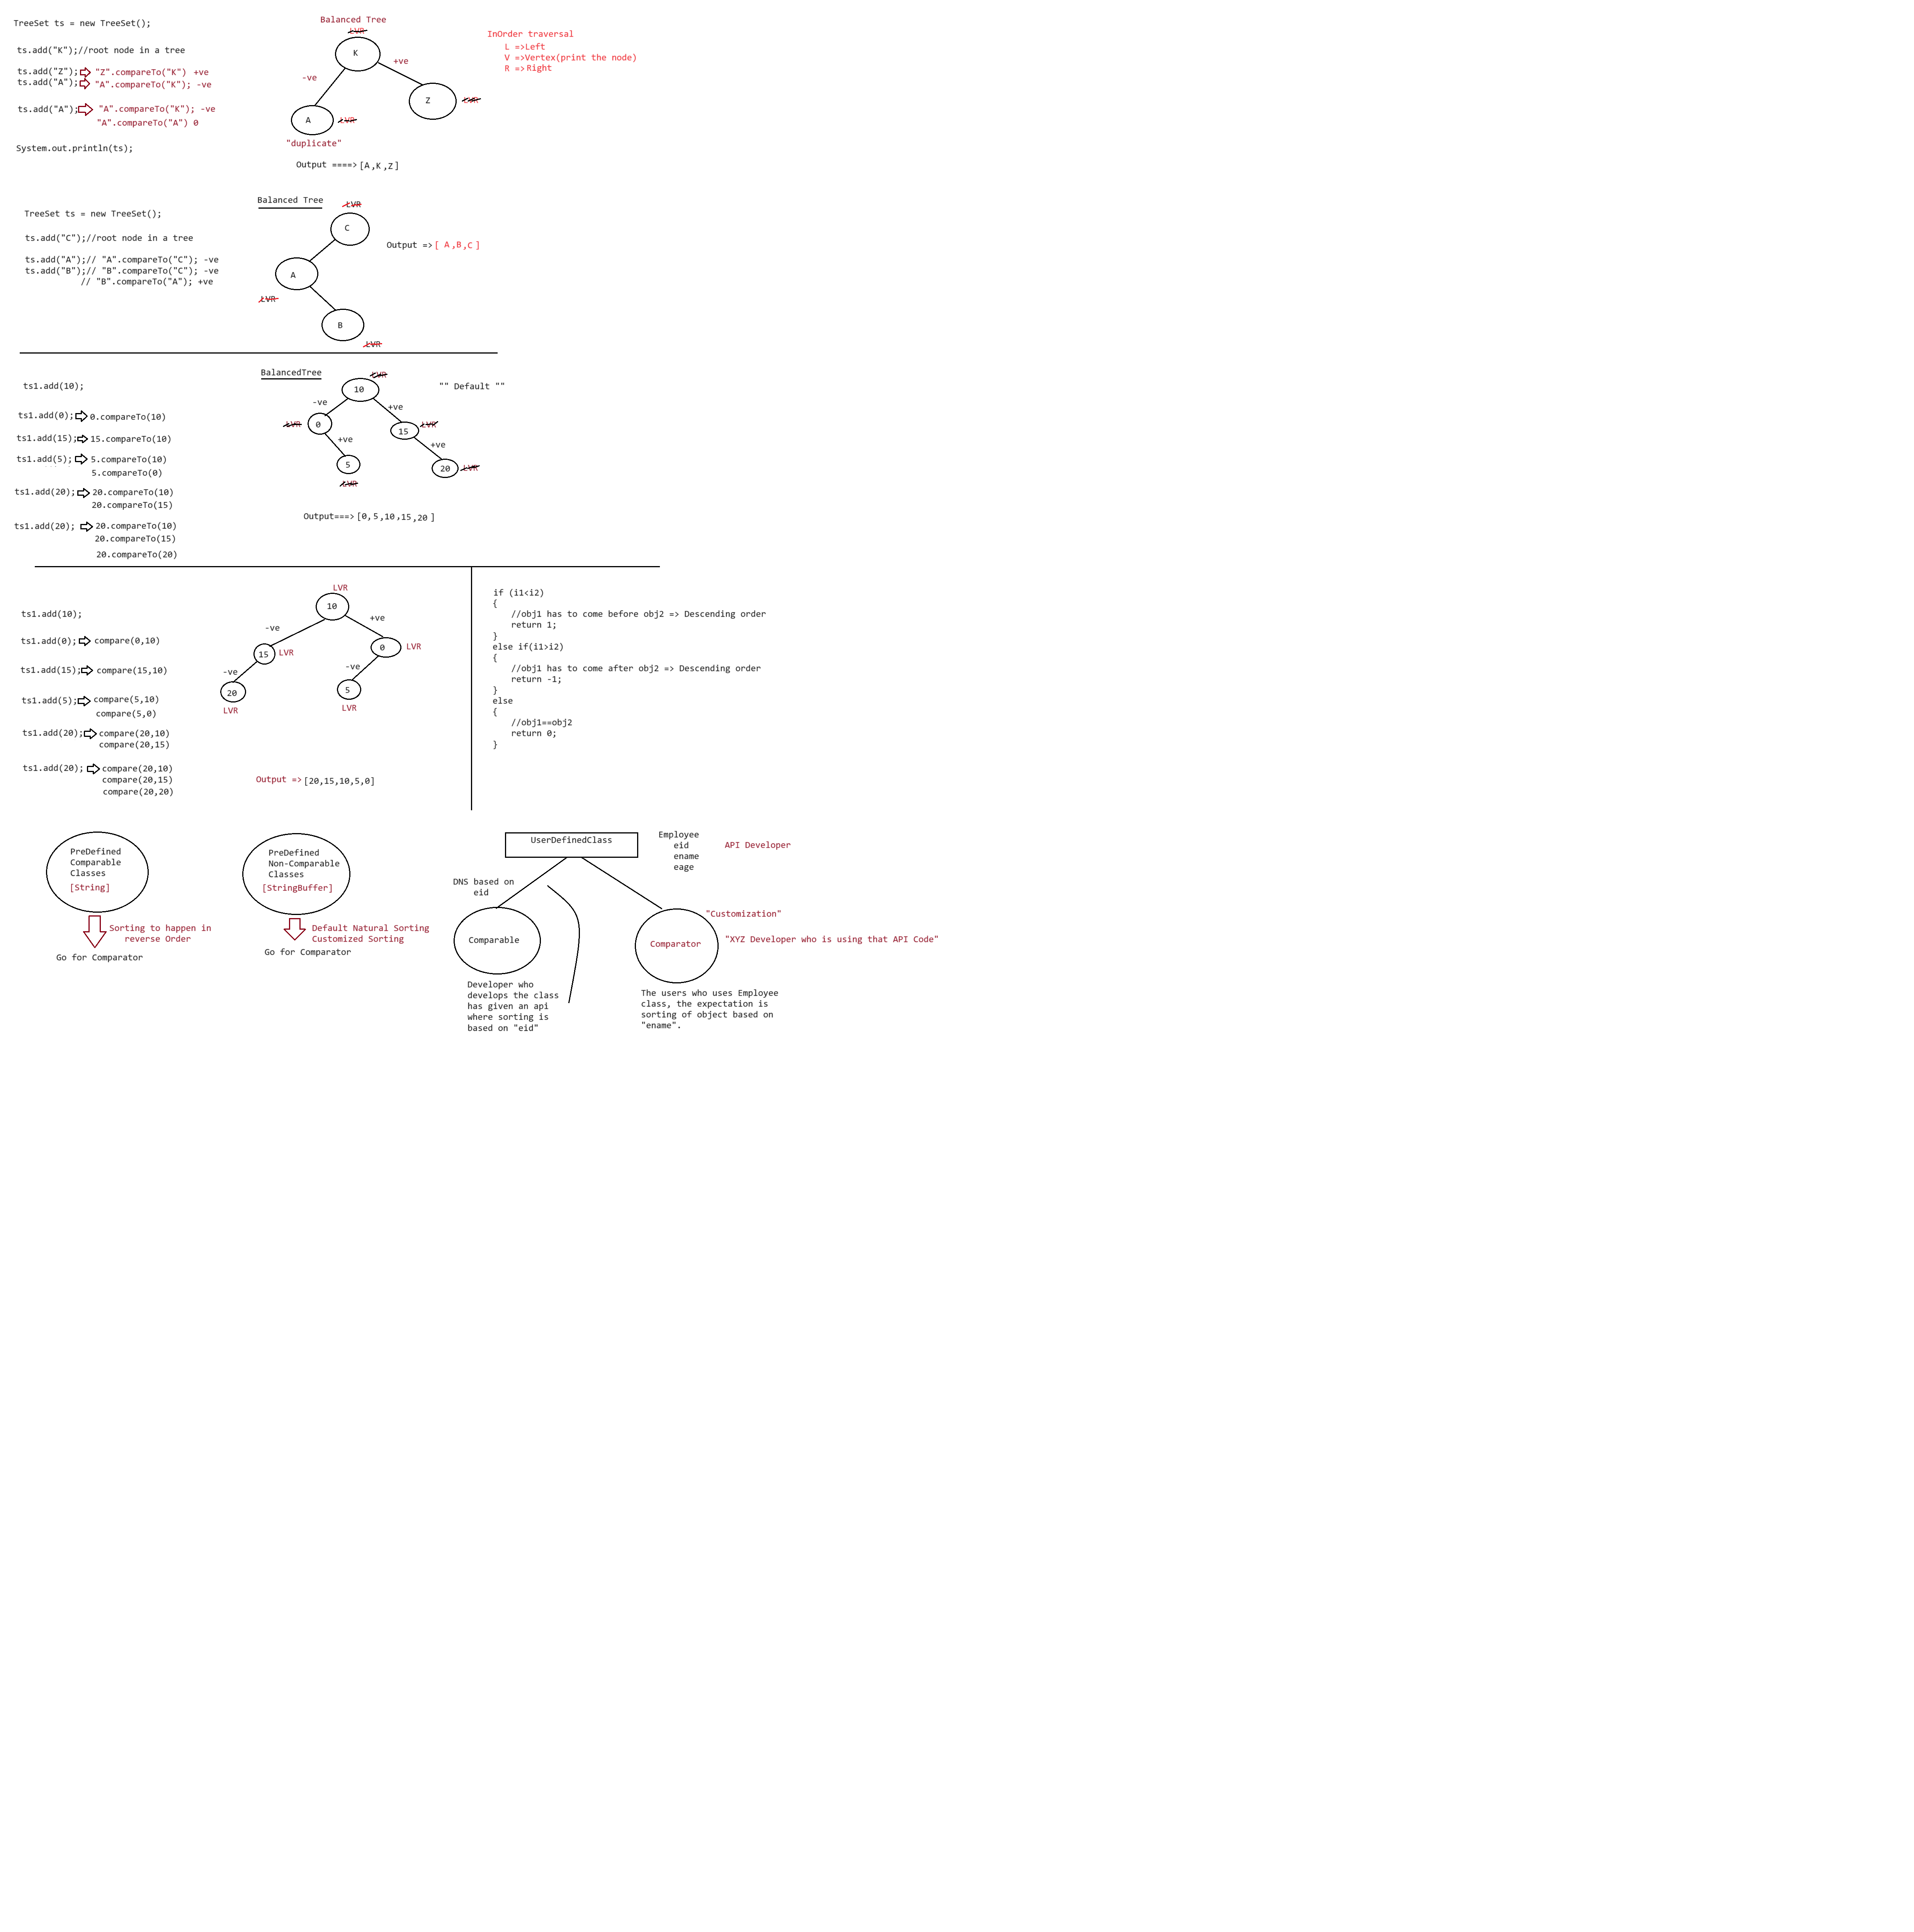 TreeSet ts = new TreeSet();
ts.add("K");//root node in a tree
ts.add("Z"); "Z".compareTo("K") +ve
ts.add("A"); "A".compareTo("K"); -ve
ts.add("A"); "A".compareTo("K"); -ve
"A".compareTo("A") 0
System.out.println(ts);
Balanced Tree
LVR
K
-ve
+ve
Z
LVR
A
LVR
"duplicate"
Output ====> [A,K,Z]
InOrder traversal
L =>Left
V =>Vertex(print the node)
R =>Right
TreeSet ts = new TreeSet();
ts.add("C");//root node in a tree
ts.add("A");// "A".compareTo("C"); -ve
ts.add("B");// "B".compareTo("C"); -ve
// "B".compareTo("A"); +ve
Balanced Tree
LVR
C
Output => [ A,B,C ]
A
LVR
B
LVR
ts1.add(10);
ts1.add(0); 0.compareTo(10)
ts1.add(15); 15.compareTo(10)
ts1.add(5); 5.compareTo(10)
5.compareTo(0)
ts1.add(20); 20.compareTo(10)
20.compareTo(15)
ts1.add(20); 20.compareTo(10)
20.compareTo(15)
20.compareTo(20)
BalancedTree
LVR
10
"" Default ""
-ve
+ve
LVR
0
15
LVR
+ve
+ve
5
20
LVR
LVR
Output===> [0,5,10,15,20 ]
ts1.add(10);
ts1.add(0); compare(0,10)
ts1.add(15); compare(15,10)
ts1.add(5); compare(5,10)
compare(5,0)
ts1.add(20); compare(20,10)
compare(20,15)
ts1.add(20); compare(20,10)
compare(20,15)
compare(20,20)
LVR
10
-ve
+ve
15
LVR
0
LVR
-ve
-ve
20
5
LVR
LVR
Output => [20,15,10,5,0]
if (i1<i2)
{
//obj1 has to come before obj2 => Descending order
return 1;
}
else if(i1>i2)
{
//obj1 has to come after obj2 => Descending order
return -1;
}
else
{
//obj1==obj2
return 0;
}
PreDefined
Comparable
Classes
[String]
Sorting to happen in
reverse Order
Go for Comparator
PreDefined
Non-Comparable
Classes
[StringBuffer]
Default Natural Sorting
Customized Sorting
Go for Comparator
UserDefinedClass
Employee
eid
ename
eage
API Developer
DNS based on
eid
Comparable
Developer who
develops the class
has given an api
where sorting is
based on "eid"
"Customization"
Comparator
"XYZ Developer who is using that API Code"
The users who uses Employee
class, the expectation is
sorting of object based on
"ename".